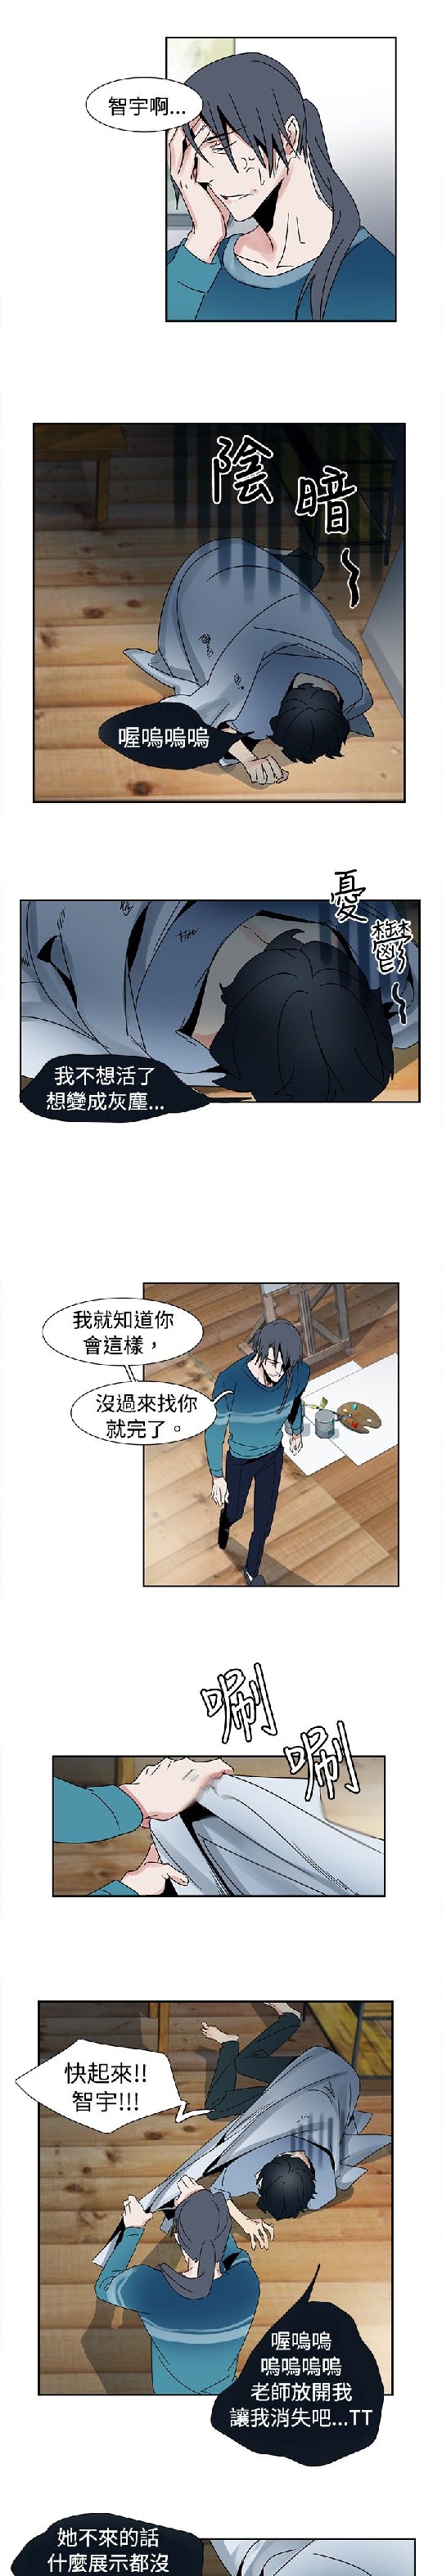 智宇啊...
陰暗~
喔嗚嗚嗚
憂鬱~
我不想活了
想變成灰塵...
我就知道你
會這樣，
沒過來找你
就完了。
唰
唰
快起來!!
智宇!!!
喔嗚嗚
嗚嗚嗚嗚
老師放開我
讓我消失吧...TT
她不來的話
什麼展示都沒